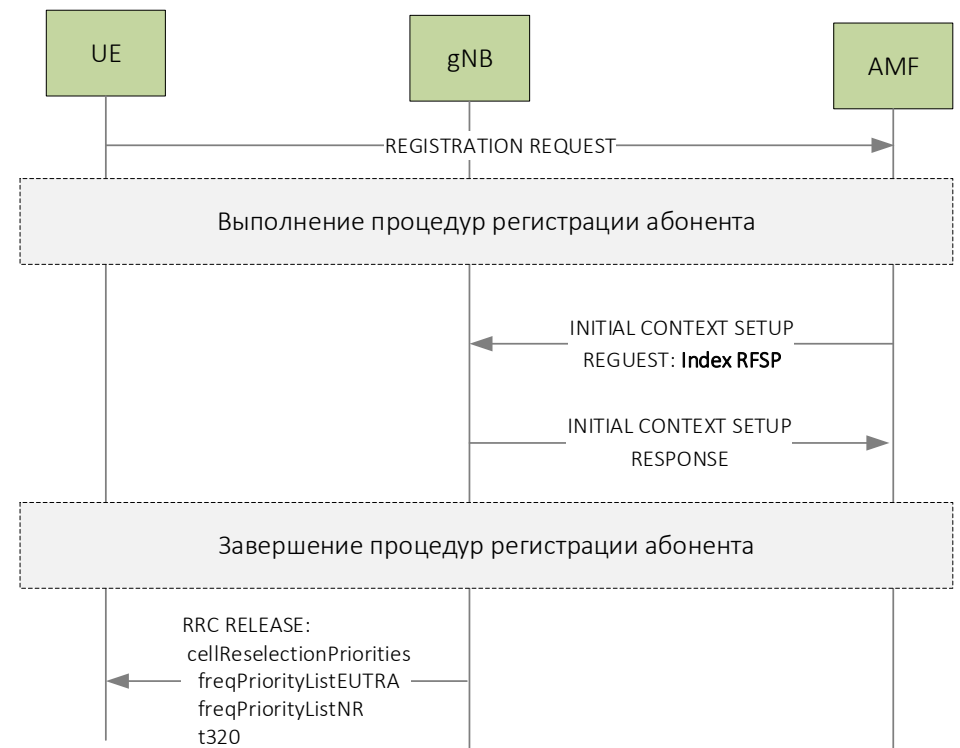 UE
gNB
AMF
REGISTRATION REQUEST
Выполнение процедур регистрации абонента
INITIAL CONTEXT SETUP
REGUEST: Index RFSP
INITIAL CONTEXT SETUP
RESPONSE
Завершение процедур регистрации абонента
RRC RELEASE:
cellReselectionPriorities
freqPriorityListEUTRA
freqPriorityListNR
t320